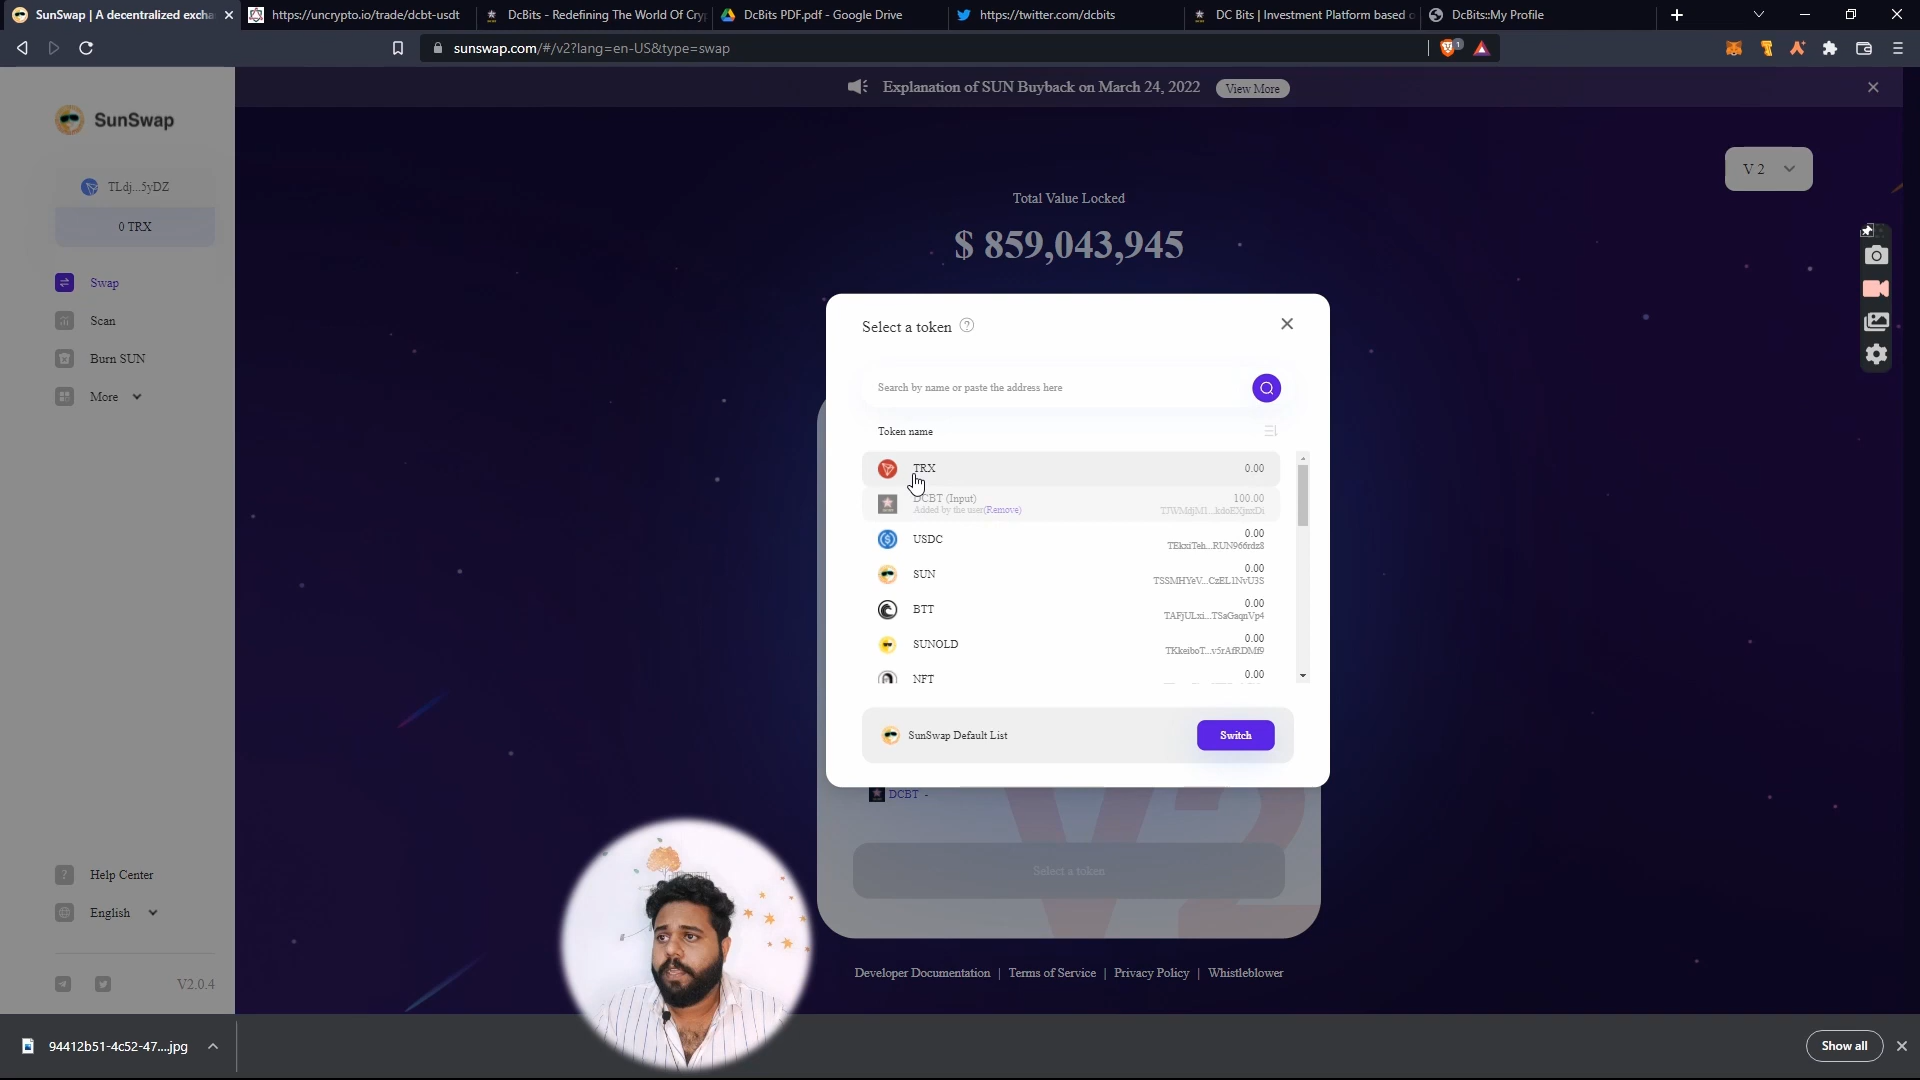 SunSwap | A decentralized excha
https://uncrypto.io/trade/dcbt-usdt
DcBits - Redefining The World Of Cry
DcBits PDF.pdf - Google Drive
https://twitter.com/dcbits
DC Bits | Investment Platform based o
DcBits::My Profile
sunswap.com/#/v2?lang=en-US&type=swap
1
Explanation of SUN Buyback on March 24, 2022
View More
SunSwap
TLdj...5yDZ
0 TRX
Swap
Scan
Burn SUN
More
V 2
Total Value Locked
$ 859,043,945
Select a token
Search by name or paste the address here
Token name
TRX
0.00
DCBT (Input)
100.00
Added by the user(Remove)
USDC
0.00
SUN
0.00
BTT
0.00
SUNOLD
0.00
NFT
0.00
SunSwap Default List
Switch
DCBT -
Select a token
V2
Help Center
English
V2.0.4
Developer Documentation | Terms of Service | Privacy Policy | Whistleblower
94412b51-4c52-47....jpg
Show all